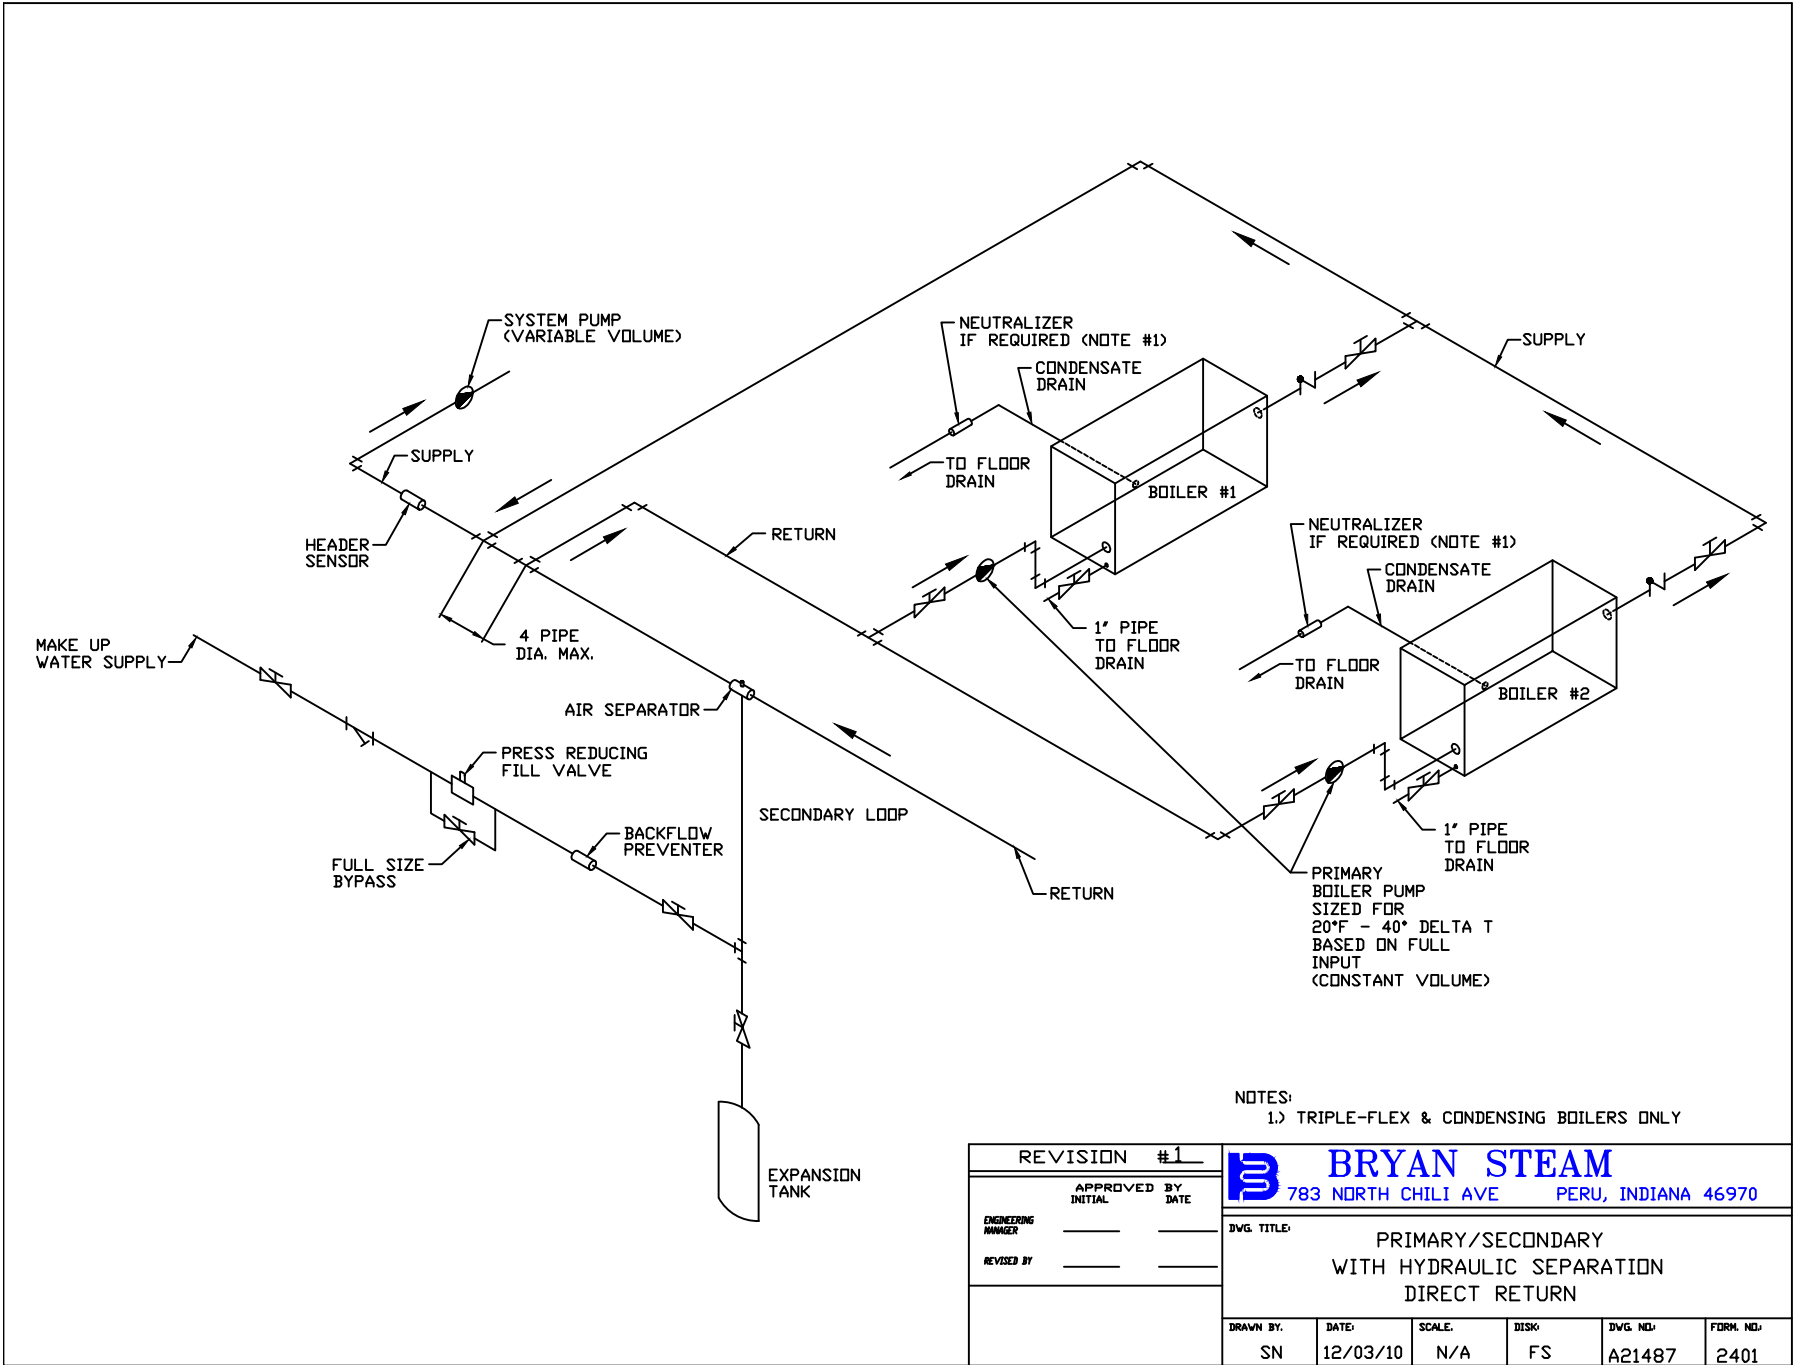 SYSTEM PUMP
(VARIABLE VOLUME)
NEUTRALIZER
IF REQUIRED (NOTE #1)
CONDENSATE
DRAIN
SUPPLY
SUPPLY
TO FLOOR
DRAIN
BOILER #1
HEADER
SENSOR
RETURN
NEUTRALIZER
IF REQUIRED (NOTE #1)
CONDENSATE
DRAIN
4 PIPE
DIA. MAX.
1" PIPE
TO FLOOR
DRAIN
MAKE UP
WATER SUPPLY
TO FLOOR
DRAIN
BOILER #2
AIR SEPARATOR
PRESS REDUCING
FILL VALVE
SECONDARY LOOP
BACKFLOW
PREVENTER
1" PIPE
TO FLOOR
DRAIN
FULL SIZE
BYPASS
RETURN
PRIMARY
BOILER PUMP
SIZED FOR
20°F - 40° DELTA T
BASED ON FULL
INPUT
(CONSTANT VOLUME)
EXPANSION
TANK
NOTES:
1.) TRIPLE-FLEX & CONDENSING BOILERS ONLY
REVISION #1
APPROVED BY
INITIAL DATE
ENGINEERING
MANAGER
REVISED BY
BRYAN STEAM
783 NORTH CHILI AVE PERU, INDIANA 46970
DWG. TITLE:
PRIMARY/SECONDARY
WITH HYDRAULIC SEPARATION
DIRECT RETURN
DRAWN BY. DATE: SCALE. DISK: DWG. NO.: FORM. NO.:
SN 12/03/10 N/A FS A21487 2401